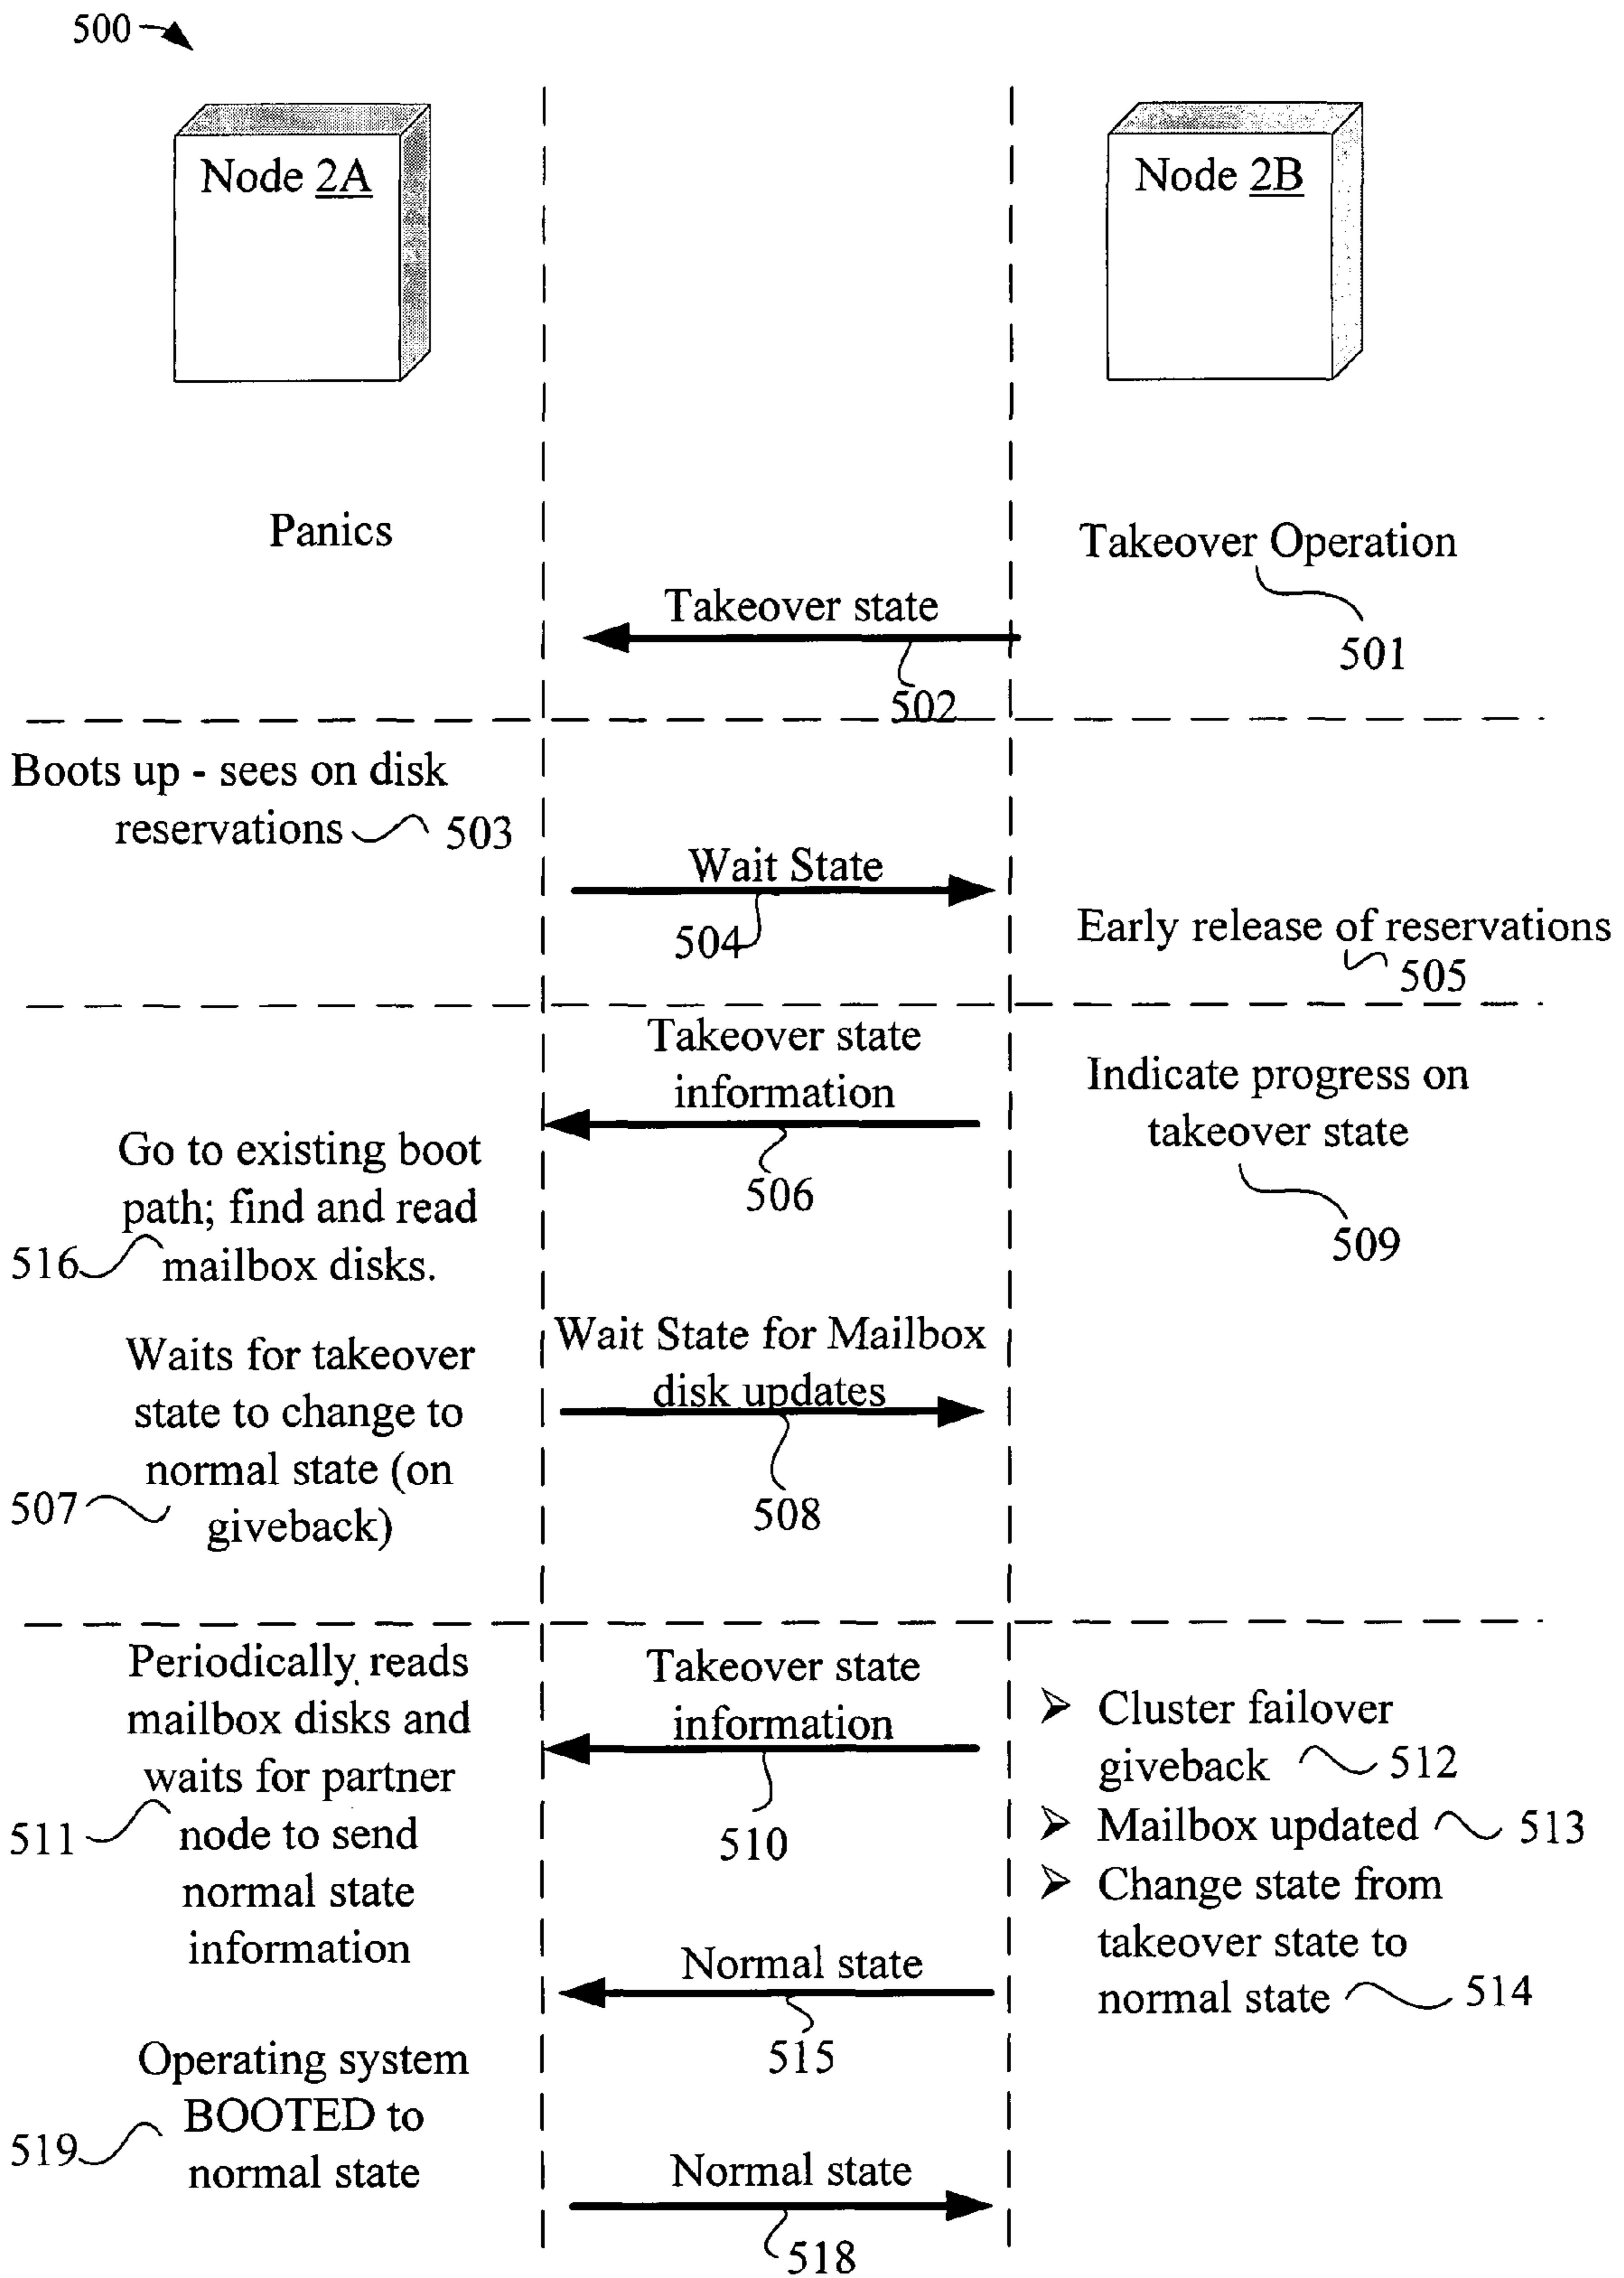 500
Node 2A
Node 2B
Panics
Takeover Operation
501
Takeover state
502
Boots up - sees on disk
reservations 503
Wait State
504
Early release of reservations
505
Takeover state
information
506
Indicate progress on
takeover state
509
Go to existing boot
path; find and read
516 mailbox disks.
Waits for takeover
state to change to
normal state (on
507 giveback)
Wait State for Mailbox
disk updates
508
Periodically reads
mailbox disks and
waits for partner
511 node to send
normal state
information
Takeover state
information
510
Cluster failover
giveback 512
Mailbox updated 513
Change state from
takeover state to
normal state 514
Normal state
515
Operating system
BOOTED to
519 normal state
Normal state
518